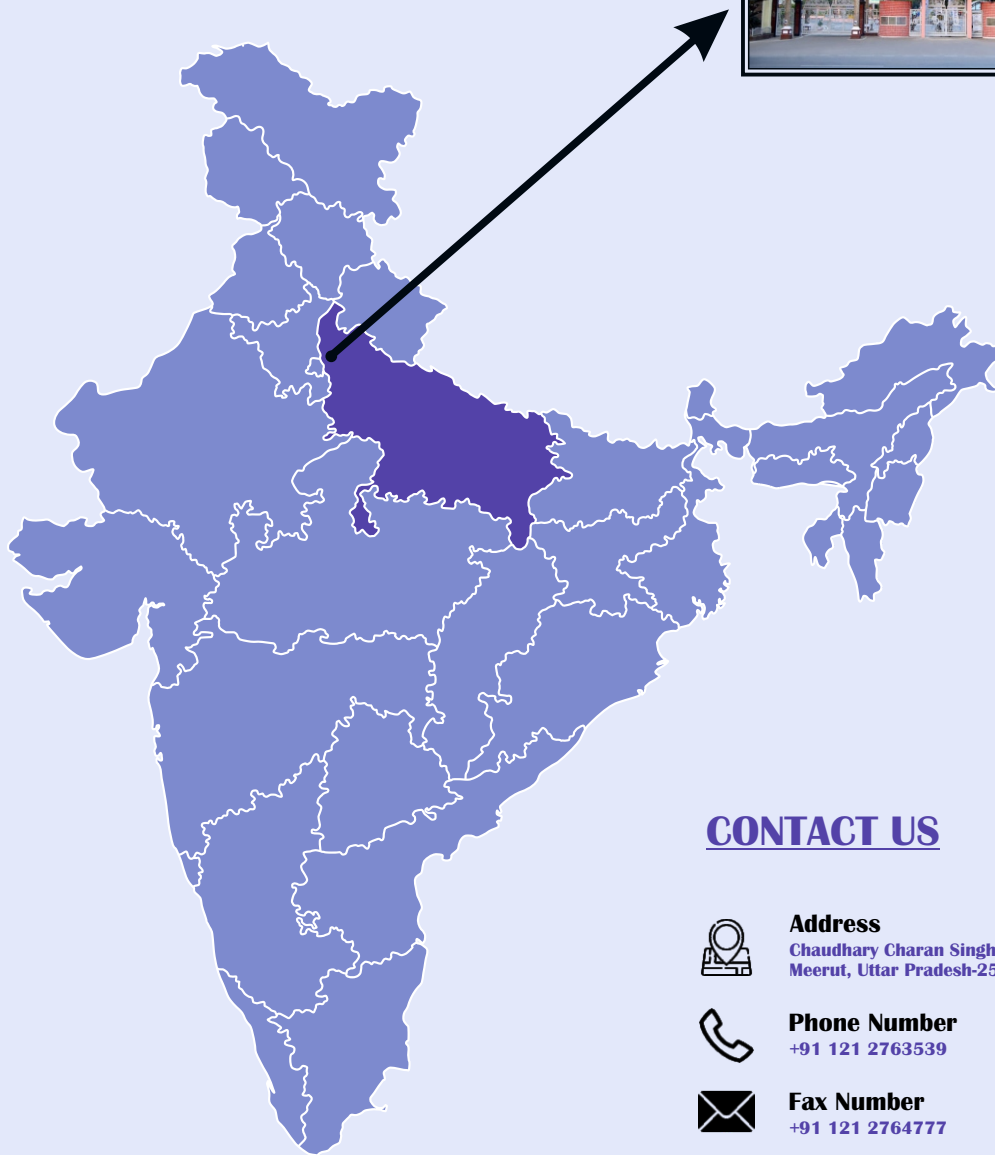 CONTACT US
Address
Chaudhary Charan Singh
Meerut, Uttar Pradesh-25
Phone Number
+91 121 2763539
Fax Number
+91 121 2764777